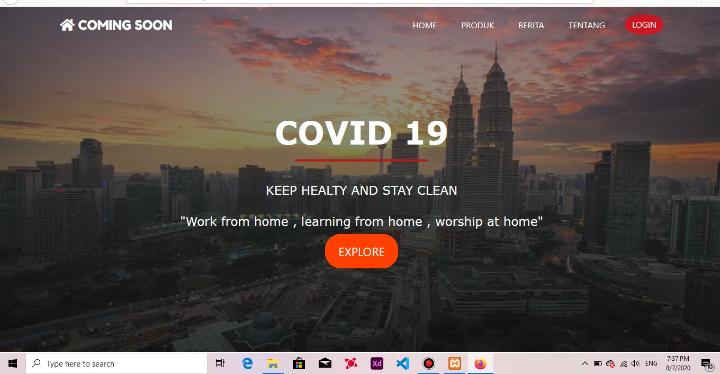 COMING SOON
HOME PRODUK BERITA TENTANG LOGIN
COVID 19
KEEP HEALTY AND STAY CLEAN
"Work from home , learning from home , worship at home"
EXPLORE
Type here to search
Xd
ENG
7:37 PM
8/7/2020